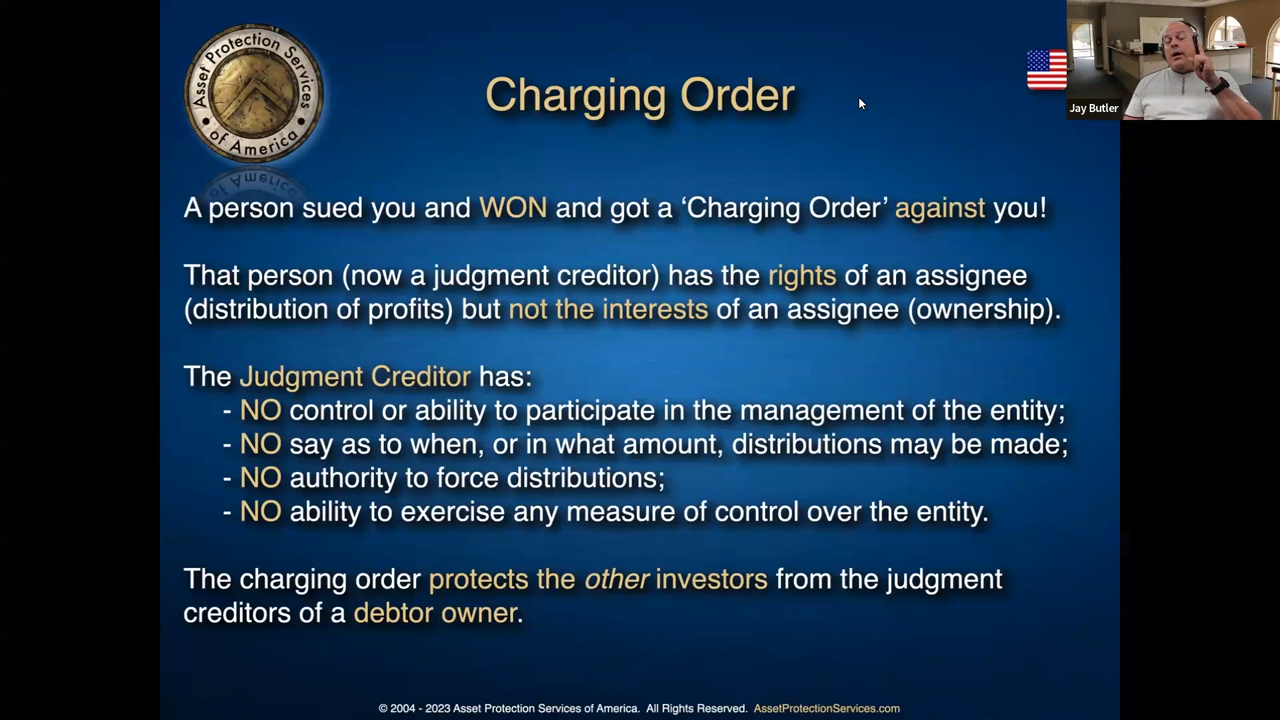 Asset Protection Services
of America
Charging Order
Jay Butler
A person sued you and WON and got a ‘Charging Order’ against you!
That person (now a judgment creditor) has the rights of an assignee
(distribution of profits) but not the interests of an assignee (ownership).
The Judgment Creditor has:
- NO control or ability to participate in the management of the entity;
- NO say as to when, or in what amount, distributions may be made;
- NO authority to force distributions;
- NO ability to exercise any measure of control over the entity.
The charging order protects the other investors from the judgment
creditors of a debtor owner.
© 2004 - 2023 Asset Protection Services of America. All Rights Reserved. AssetProtectionServices.com